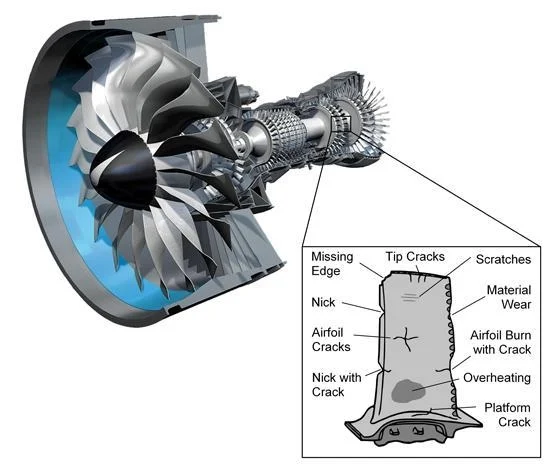 Missing
Edge
Tip Cracks
Scratches
Nick
Material
Wear
Airfoil
Cracks
Airfoil Burn
with Crack
Nick with
Crack
Overheating
Platform
Crack